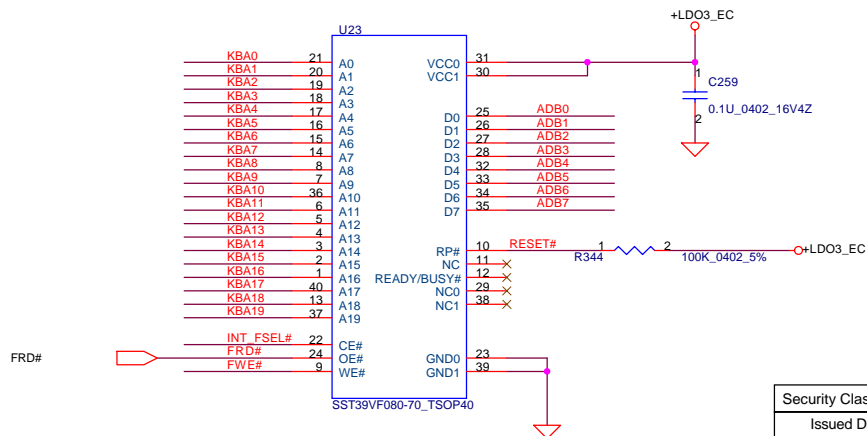 +LDO3_EC
U23
KBA0 21 A0 VCC0 31
KBA1 20 A1 VCC1 30
KBA2 19 A2
KBA3 18 A3
KBA4 17 A4 D0 25 ADB0
KBA5 16 A5 D1 26 ADB1
KBA6 15 A6 D2 27 ADB2
KBA7 14 A7 D3 28 ADB3
KBA8 8 A8 D4 32 ADB4
KBA9 7 A9 D5 33 ADB5
KBA10 36 A10 D6 34 ADB6
KBA11 6 A11 D7 35 ADB7
KBA12 5 A12
KBA13 4 A13
KBA14 3 A14 RP# 10 RESET#
KBA15 2 A15 NC 11
KBA16 1 A16 READY/BUSY# 12
KBA17 40 A17 NC0 29
KBA18 13 A18 NC1 38
KBA19 37 A19
1 C259
0.1U_0402_16V4Z
2
1 R344 2 100K_0402_5% +LDO3_EC
INT_FSEL# 22 CE# GND0 23
FRD# FRD# 24 OE# GND1 39
FWE# 9 WE#
SST39VF080-70_TSOP40
Security Clas
Issued D